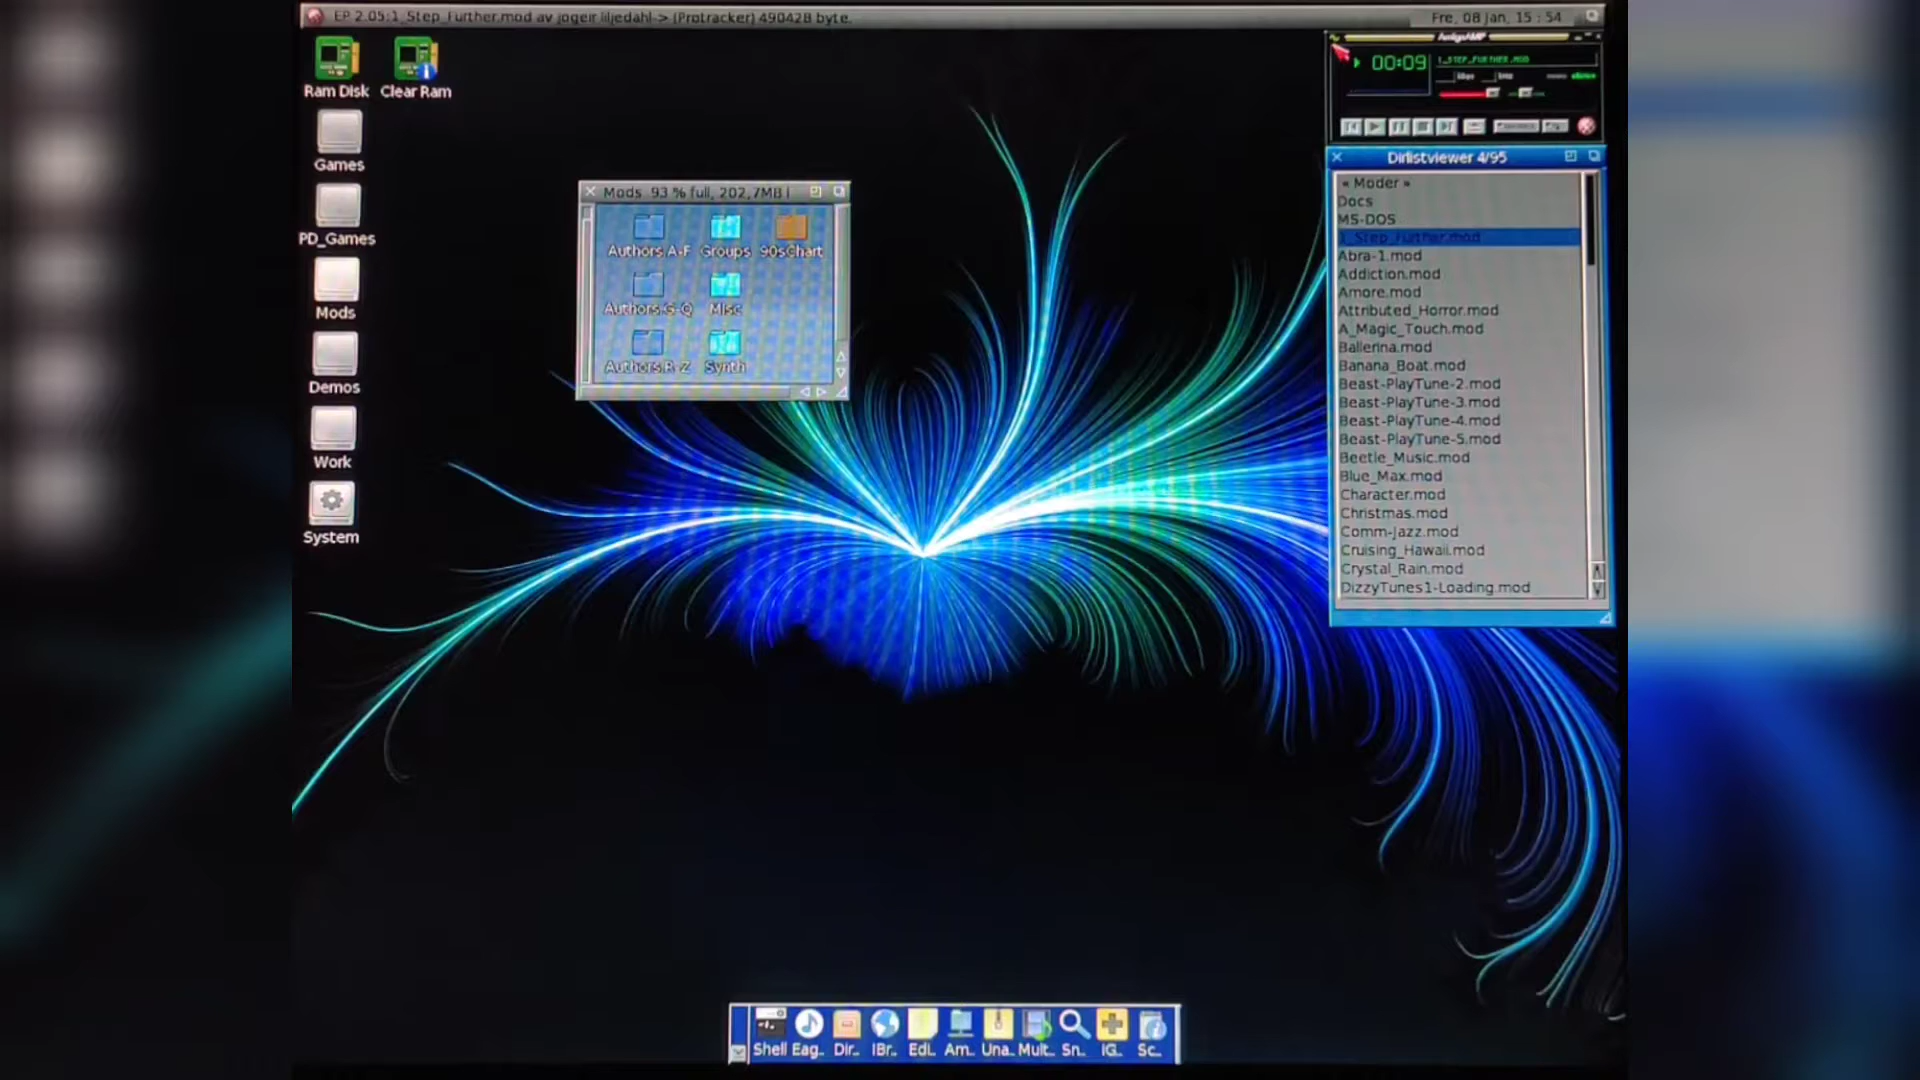 EP 2.05:1_Step_Further.mod av jogeir liljedahl-> (Protracker) 490428 byte.
Fre, 08 Jan, 15 : 54
Ram Disk
Clear Ram
Games
PD_Games
Mods
Demos
Work
System
Mods 93 % full, 202,7MB
Authors.A-F
Groups
90sChart
Authors.G-Q
Misc
Authors.R-Z
Synth
AmigaAMP
00:09
1_STEP_FURTHER.MOD
Dirlistviewer 4/95
« Moder »
Docs
MS-DOS
1_Step_Further.mod
Abra-1.mod
Addiction.mod
Amore.mod
Attributed_Horror.mod
A_Magic_Touch.mod
Ballerina.mod
Banana_Boat.mod
Beast-PlayTune-2.mod
Beast-PlayTune-3.mod
Beast-PlayTune-4.mod
Beast-PlayTune-5.mod
Beetle_Music.mod
Blue_Max.mod
Character.mod
Christmas.mod
Comm-Jazz.mod
Cruising_Hawaii.mod
Crystal_Rain.mod
DizzyTunes1-Loading.mod
Shell
Eag..
Dir..
IBr..
Edi..
Am..
Una..
Mult..
Sn..
IG..
Sc..